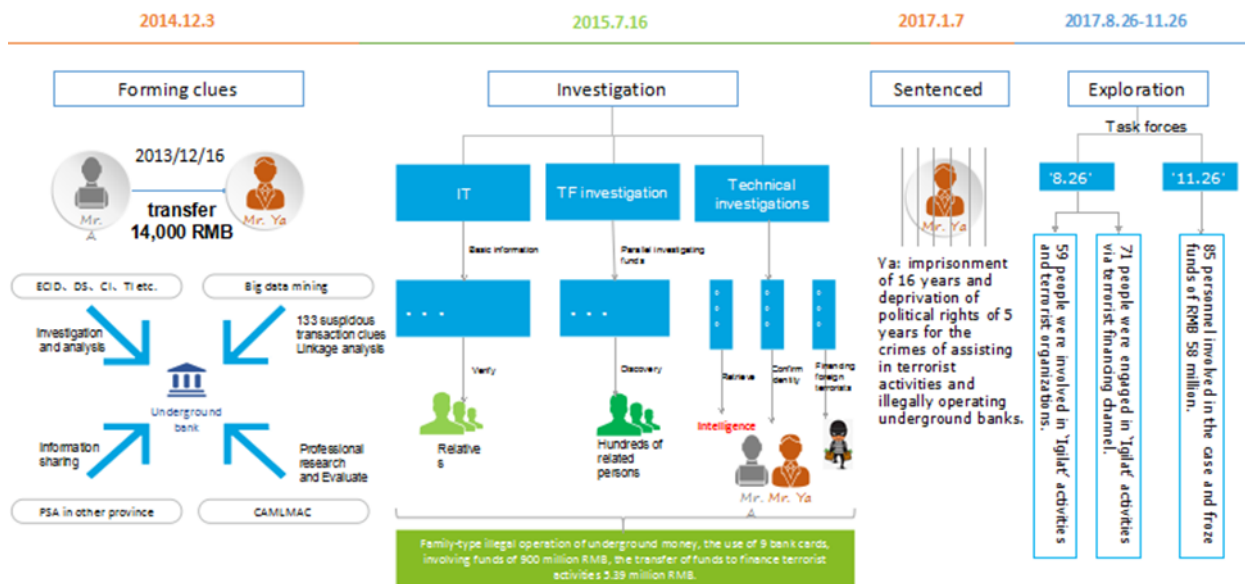 2014.12.3
2015.7.16
2017.1.7
2017.8.26-11.26
Forming clues
2013/12/16
transfer
14,000 RMB
Mr.
A
Mr. Ya
ECID、DS、CI、TI etc.
Big data mining
Investigation
and analysis
133 suspicious
transaction clues
Linkage analysis
Underground
bank
Information
sharing
Professional
research
and Evaluate
PSA in other province
CAMLMAC
Investigation
IT
TF investigation
Technical
investigations
Basic information
Parallel investigating
funds
...
...
Verify
Discovery
Retrieve
Confirm
identity
Financing
foreign
terrorists
Relative
s
Hundreds of
related
persons
Intelligence
Mr.
A
Mr. Ya
Family-type illegal operation of underground money, the use of 9 bank cards,
involving funds of 900 million RMB, the transfer of funds to finance terrorist
activities 5.39 million RMB.
Sentenced
Mr. Ya
Ya: imprisonment
of 16 years and
deprivation of
political rights of 5
years for the
crimes of assisting
in terrorist
activities and
illegally operating
underground banks.
Exploration
Task forces
'8.26'
'11.26'
59 people were involved in 'Igilat' activities
and terrorist organizations.
71 people were engaged in 'Igilat' activities
via terrorist financing channel.
85 personnel involved in the case and froze
funds of RMB 58 million.